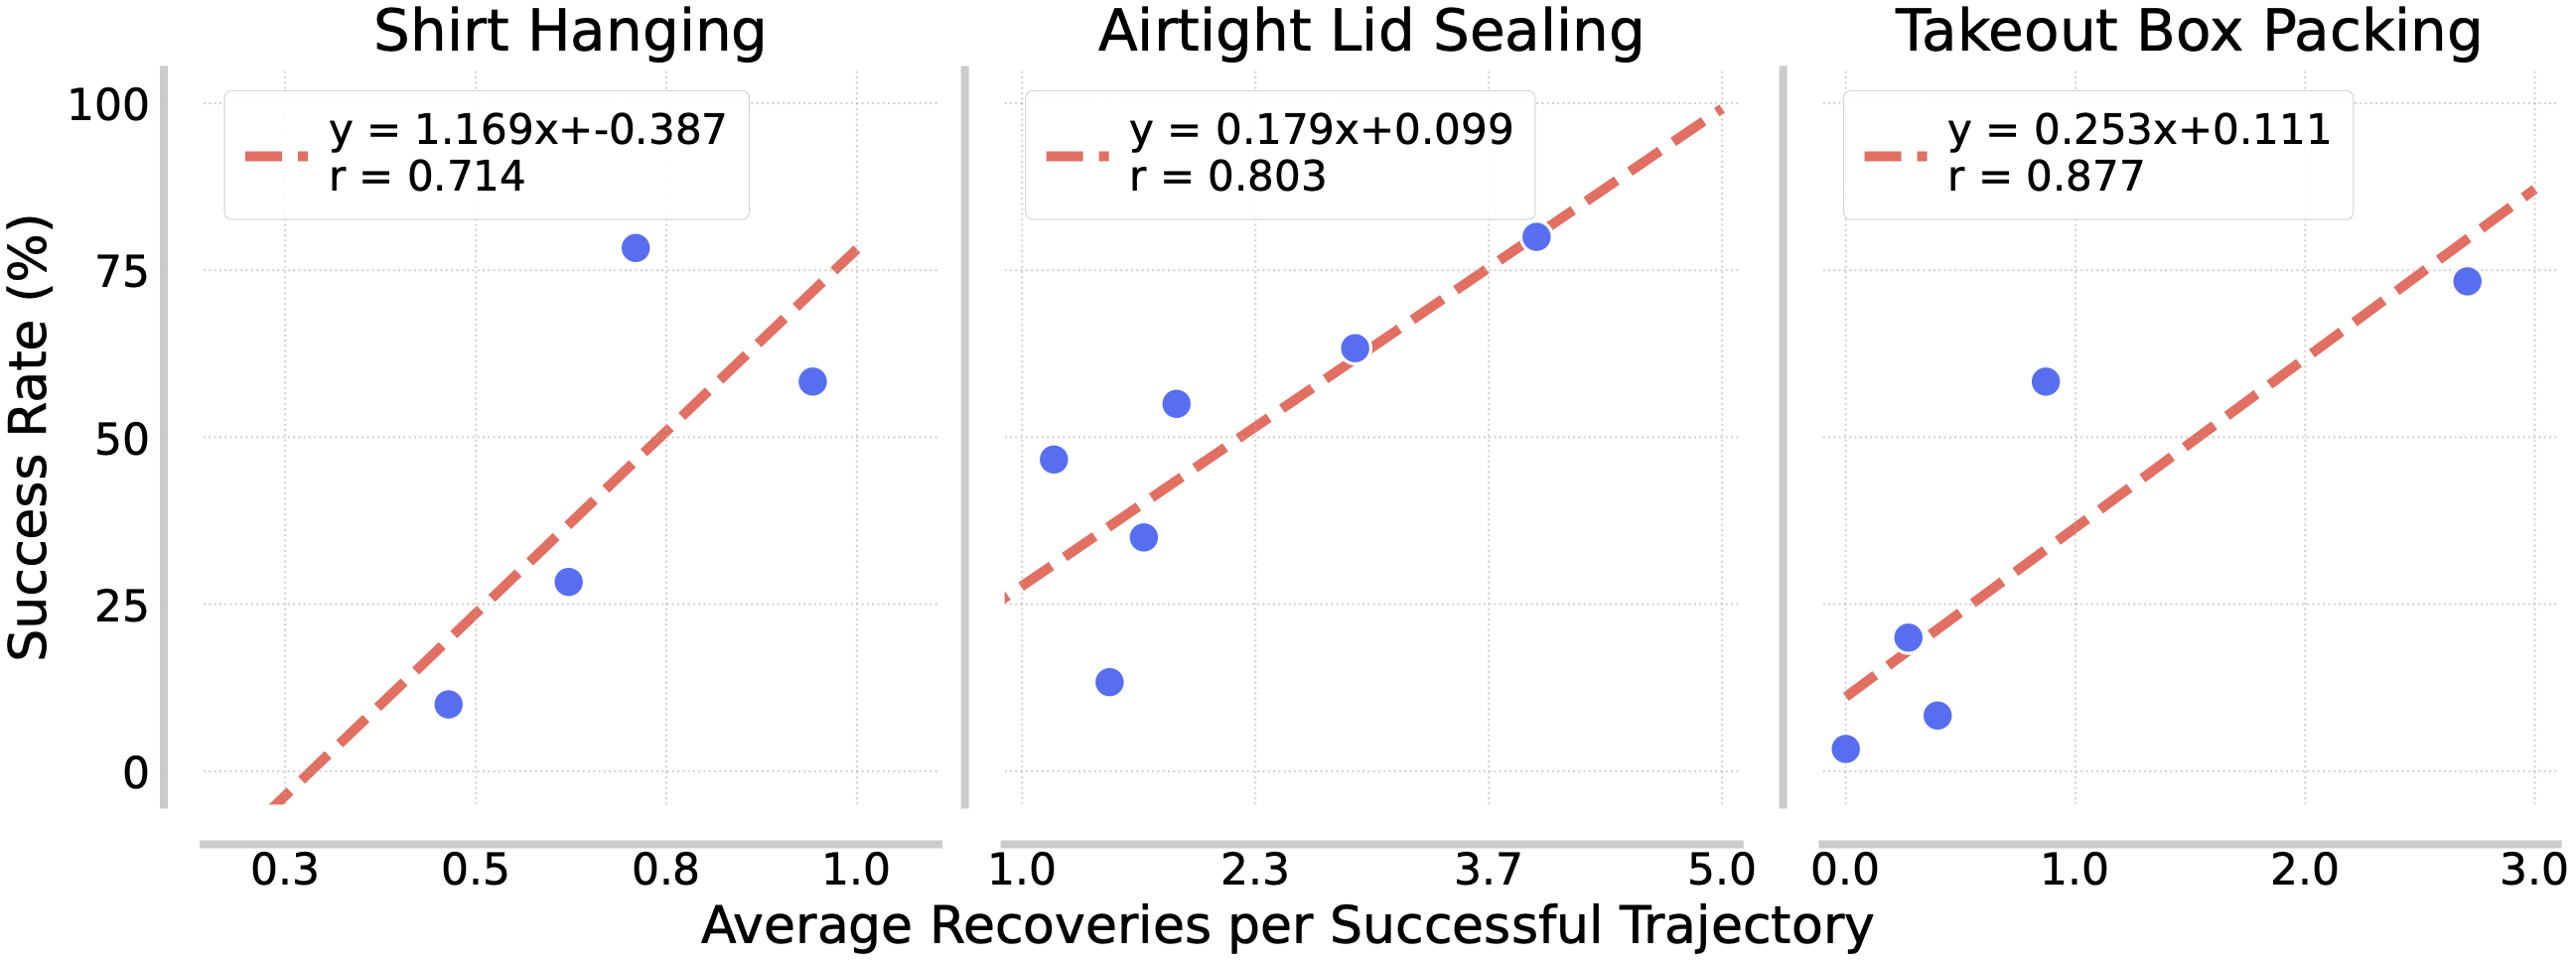 Shirt Hanging
Airtight Lid Sealing
Takeout Box Packing
Success Rate (%)
100
75
50
25
0
y = 1.169x+-0.387
r = 0.714
y = 0.179x+0.099
r = 0.803
y = 0.253x+0.111
r = 0.877
0.3 0.5 0.8 1.0
1.0 2.3 3.7 5.0
0.0 1.0 2.0 3.0
Average Recoveries per Successful Trajectory